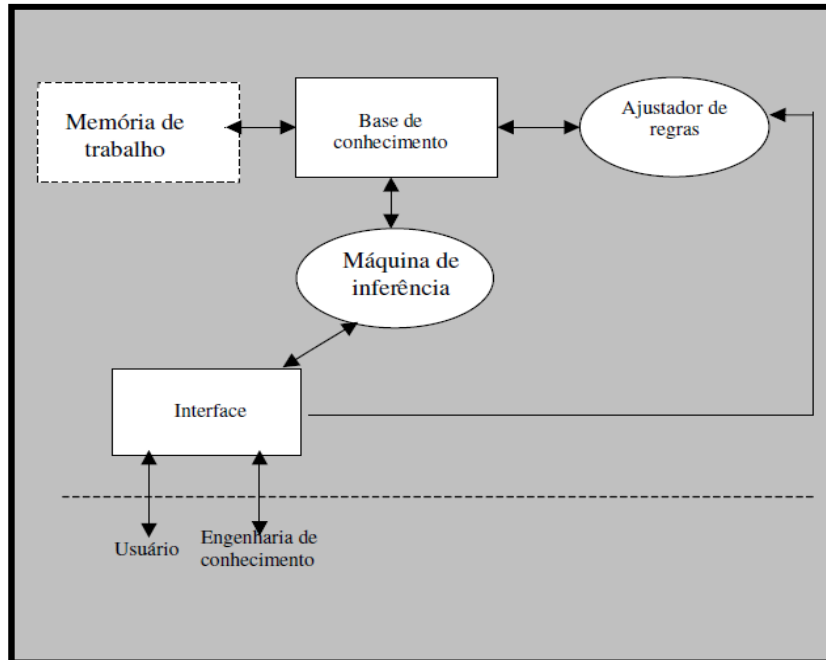 Memória de
trabalho
Base de
conhecimento
Ajustador de
regras
Máquina de
inferência
Interface
Usuário
Engenharia de
conhecimento